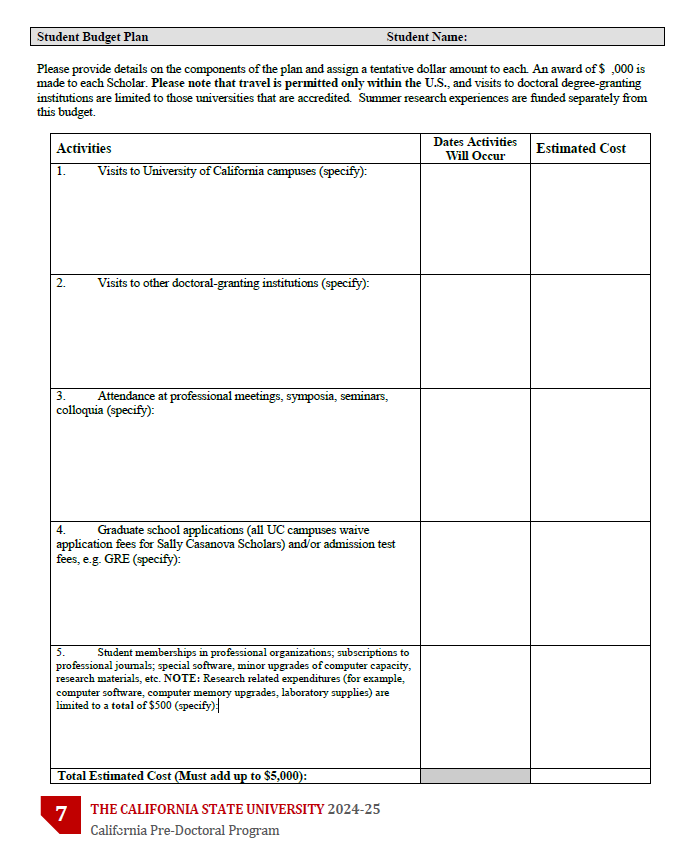 Student Budget Plan Student Name:
Please provide details on the components of the plan and assign a tentative dollar amount to each. An award of $ ,000 is
made to each Scholar. Please note that travel is permitted only within the U.S., and visits to doctoral degree-granting
institutions are limited to those universities that are accredited. Summer research experiences are funded separately from
this budget.
Activities
Dates Activities
Will Occur
Estimated Cost
1. Visits to University of California campuses (specify):
2. Visits to other doctoral-granting institutions (specify):
3. Attendance at professional meetings, symposia, seminars,
colloquia (specify):
4. Graduate school applications (all UC campuses waive
application fees for Sally Casanova Scholars) and/or admission test
fees, e.g. GRE (specify):
5. Student memberships in professional organizations; subscriptions to
professional journals; special software, minor upgrades of computer capacity,
research materials, etc. NOTE: Research related expenditures (for example,
computer software, computer memory upgrades, laboratory supplies) are
limited to a total of $500 (specify):
Total Estimated Cost (Must add up to $5,000):
7 THE CALIFORNIA STATE UNIVERSITY 2024-25
California Pre-Doctoral Program